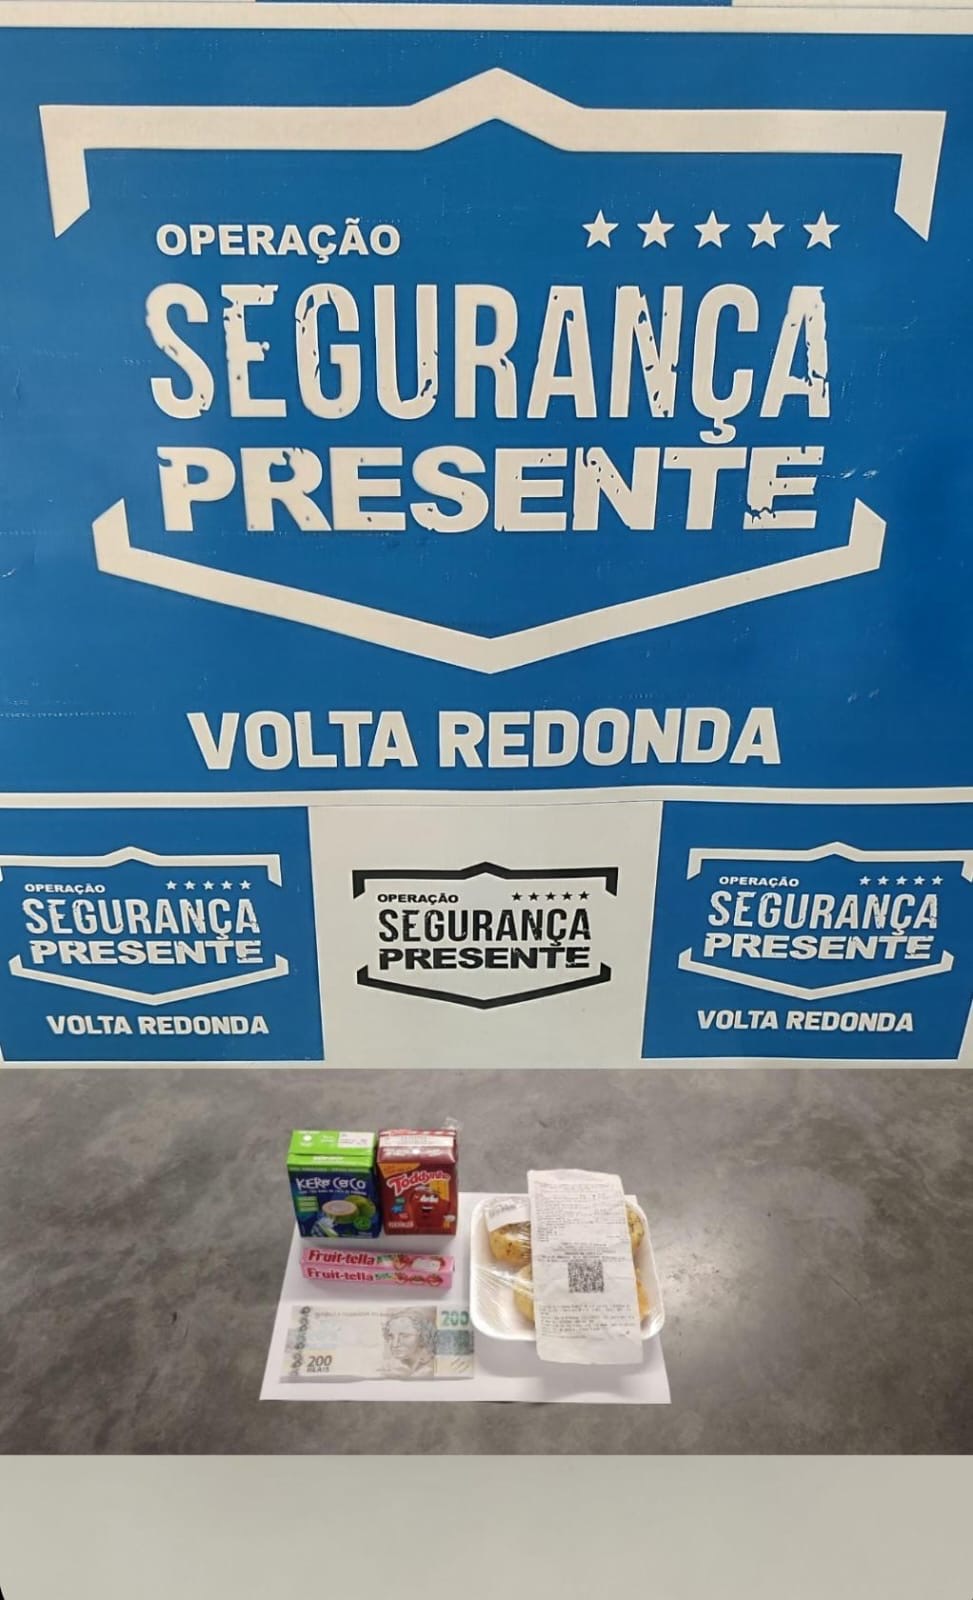 OPERAÇÃO
SEGURANÇA
PRESENTE
VOLTA REDONDA
OPERAÇÃO
SEGURANÇA
PRESENTE
VOLTA REDONDA
OPERAÇÃO
SEGURANÇA
PRESENTE
OPERAÇÃO
SEGURANÇA
PRESENTE
VOLTA REDONDA
KERO COCO
Toddynho
Fruit-tella
Fruit-tella
200
200
REAIS